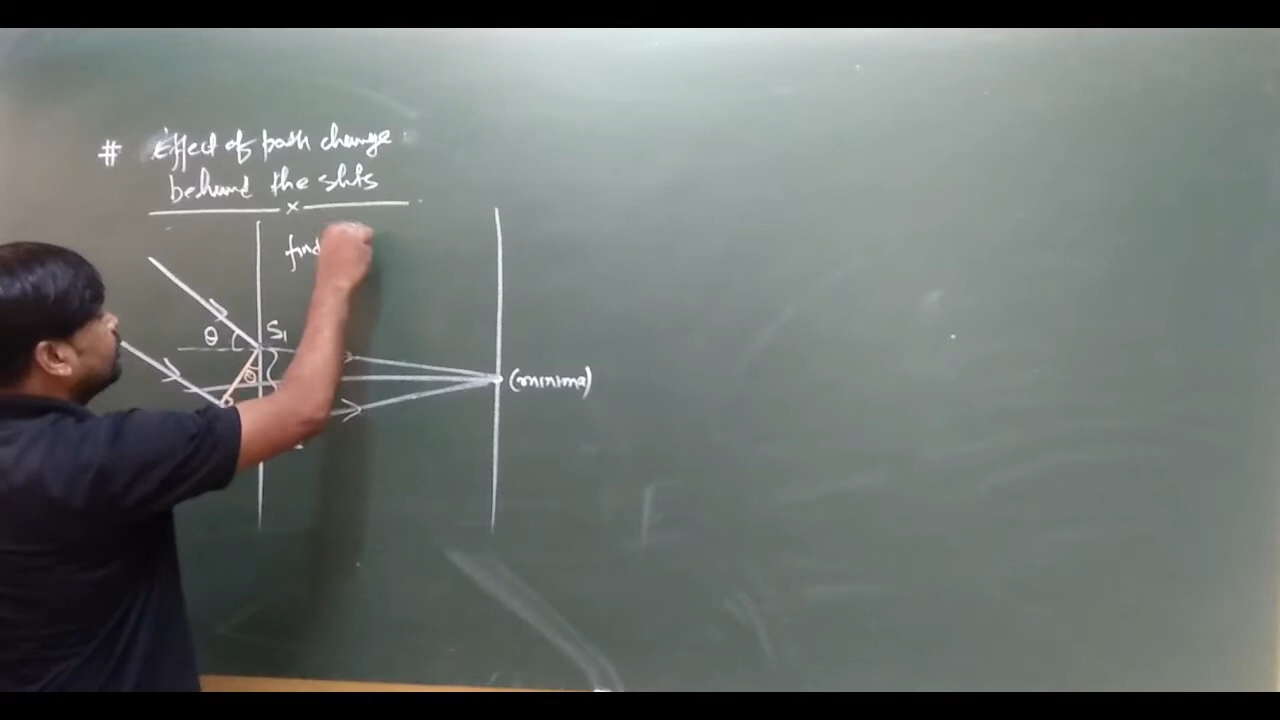 # Effect of path change
behind the slits
x
find
θ
S₁
θ
(minima)